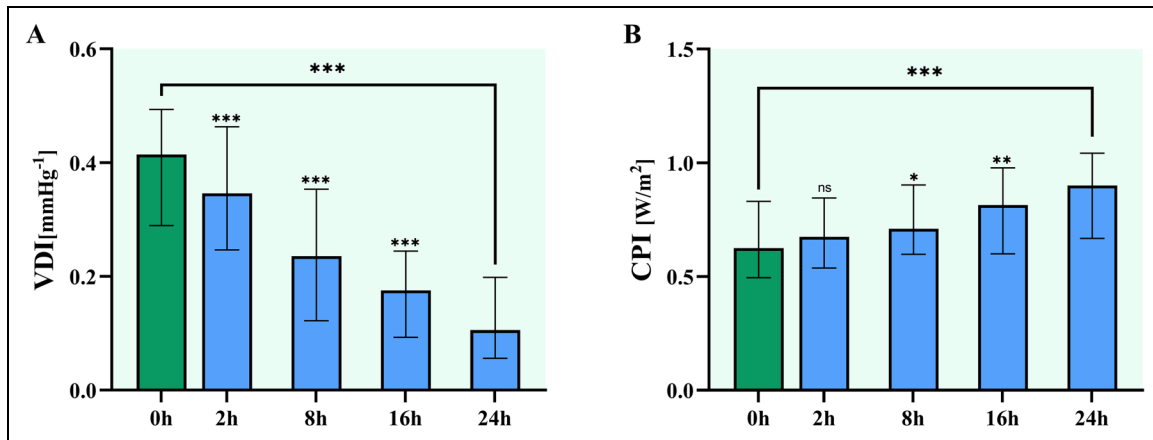 A
VDI[mmHg⁻¹]
0.6
0.4
0.2
0.0
***
***
***
***
0h
2h
8h
16h
24h
B
CPI [W/m²]
1.5
1.0
0.5
0.0
***
ns
*
**
0h
2h
8h
16h
24h